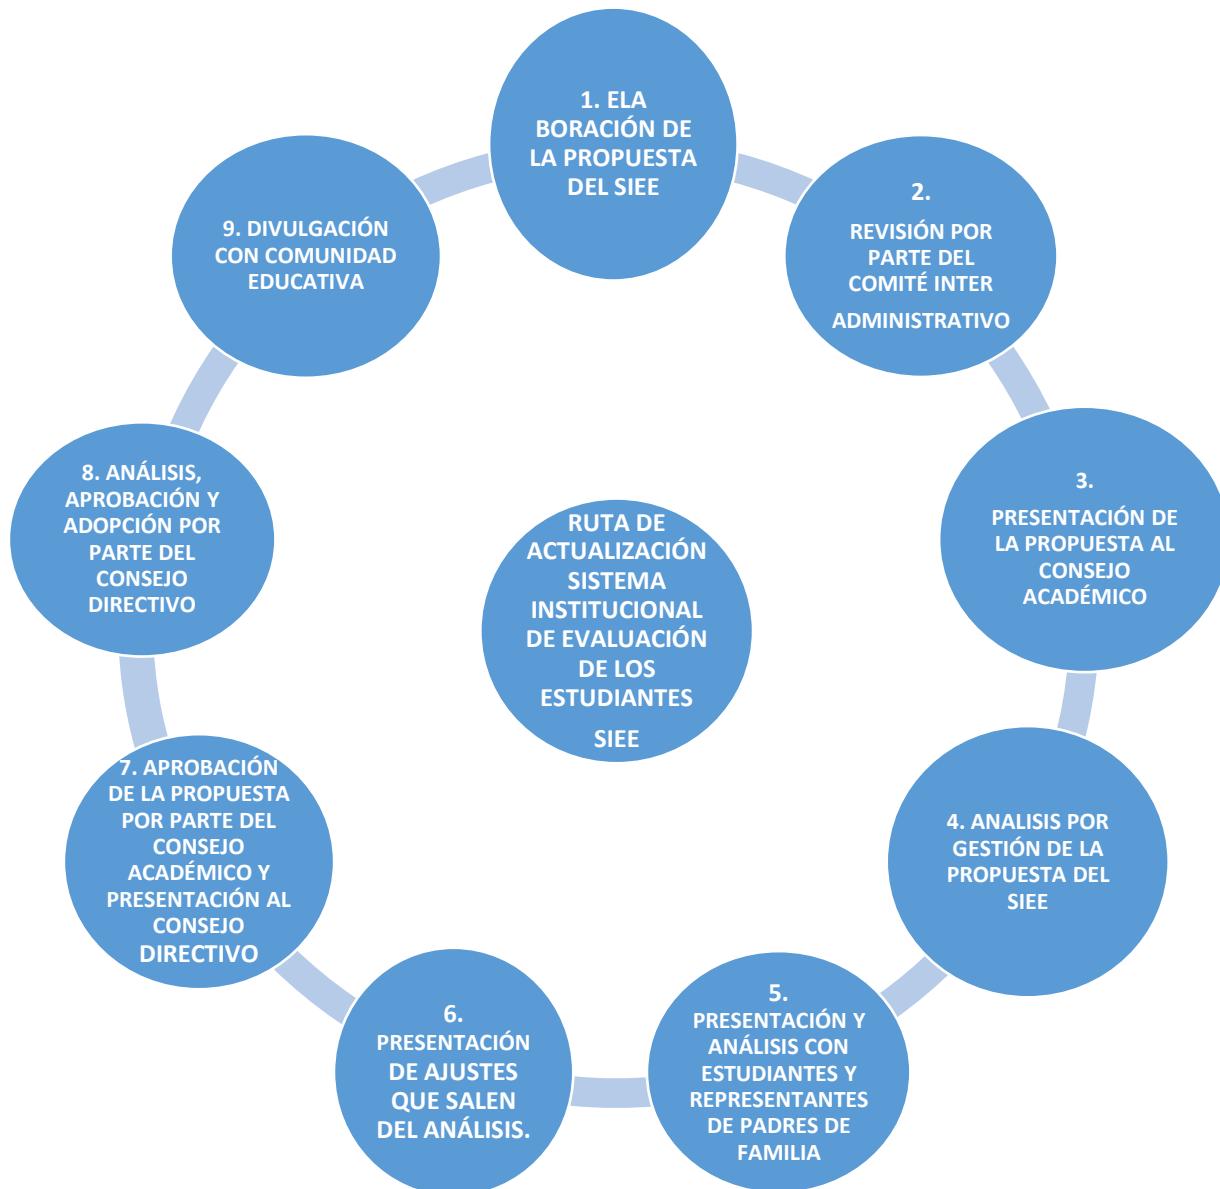 1. ELA
BORACIÓN DE
LA PROPUESTA
DEL SIEE
2.
REVISIÓN POR
PARTE DEL
COMITÉ INTER
ADMINISTRATIVO
3.
PRESENTACIÓN DE
LA PROPUESTA AL
CONSEJO
ACADÉMICO
4. ANALISIS POR
GESTIÓN DE LA
PROPUESTA DEL
SIEE
5.
PRESENTACIÓN Y
ANÁLISIS CON
ESTUDIANTES Y
REPRESENTANTES
DE PADRES DE
FAMILIA
6.
PRESENTACIÓN
DE AJUSTES
QUE SALEN
DEL ANÁLISIS.
7. APROBACIÓN
DE LA PROPUESTA
POR PARTE DEL
CONSEJO
ACADÉMICO Y
PRESENTACIÓN AL
CONSEJO
DIRECTIVO
8. ANÁLISIS,
APROBACIÓN Y
ADOPCIÓN POR
PARTE DEL
CONSEJO
DIRECTIVO
9. DIVULGACIÓN
CON COMUNIDAD
EDUCATIVA
RUTA DE
ACTUALIZACIÓN
SISTEMA
INSTITUCIONAL
DE EVALUACIÓN
DE LOS
ESTUDIANTES
SIEE